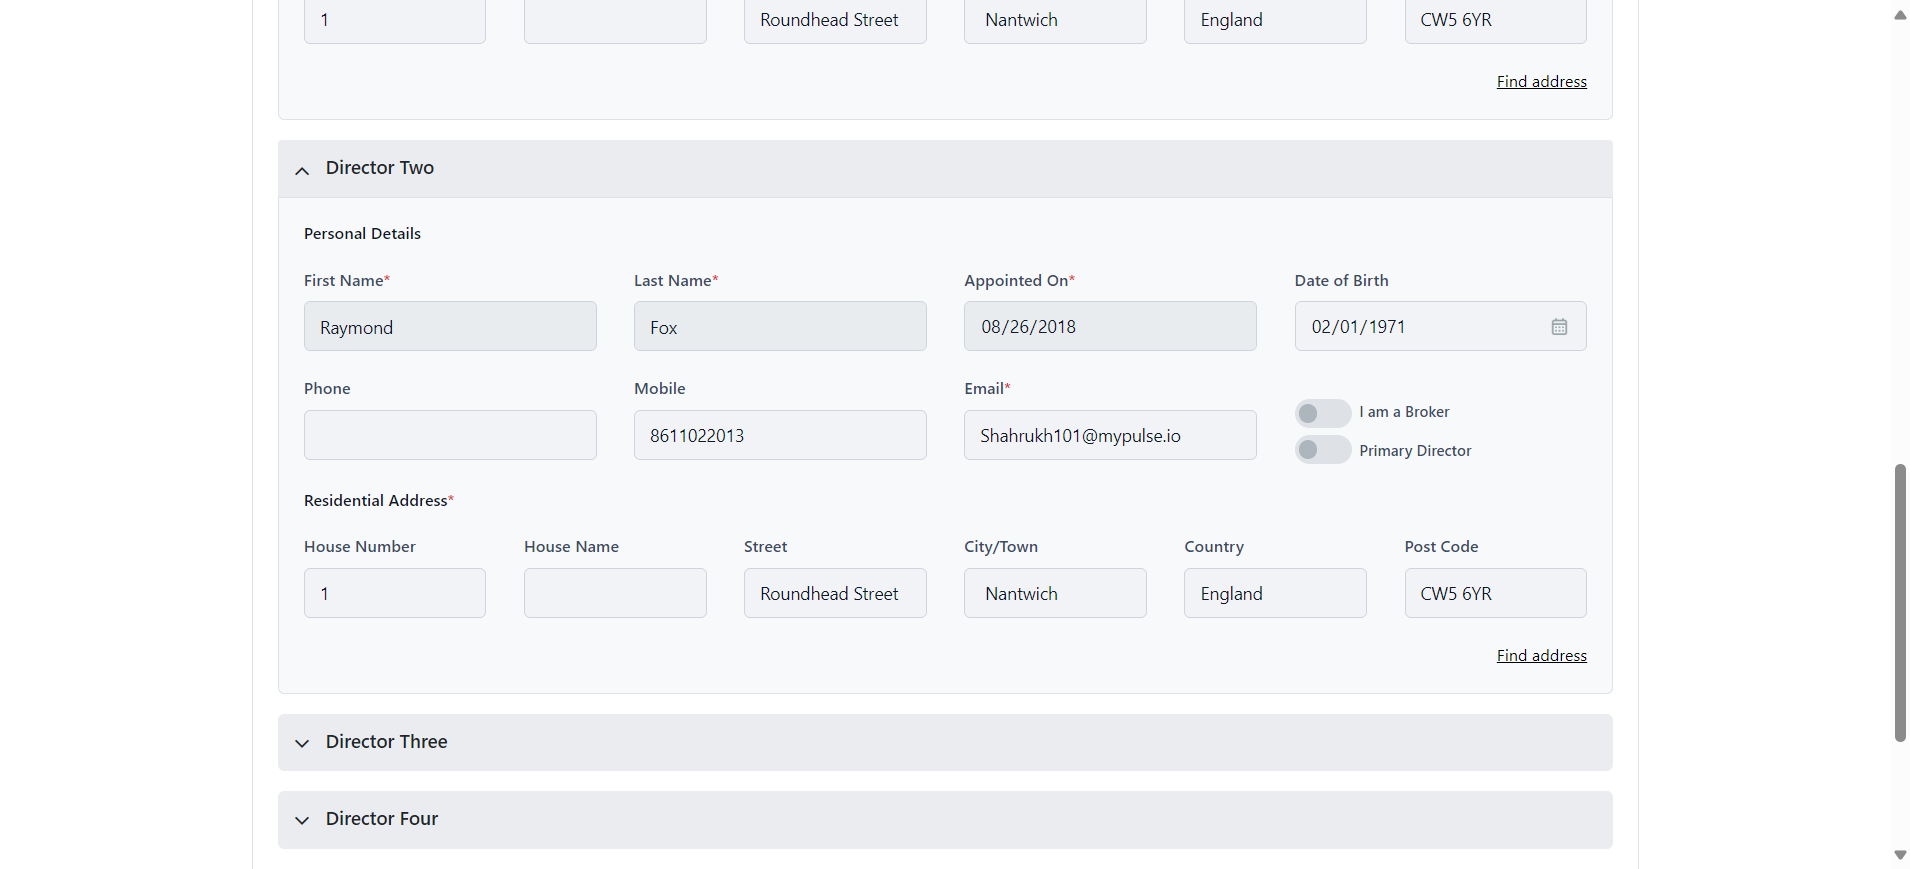 1 Roundhead Street Nantwich England CW5 6YR
Find address
Director Two
Personal Details
First Name* Last Name* Appointed On* Date of Birth
Raymond Fox 08/26/2018 02/01/1971
Phone Mobile Email*
I am a Broker
8611022013 Shahrukh101@mypulse.io
Primary Director
Residential Address*
House Number House Name Street City/Town Country Post Code
1 Roundhead Street Nantwich England CW5 6YR
Find address
Director Three
Director Four